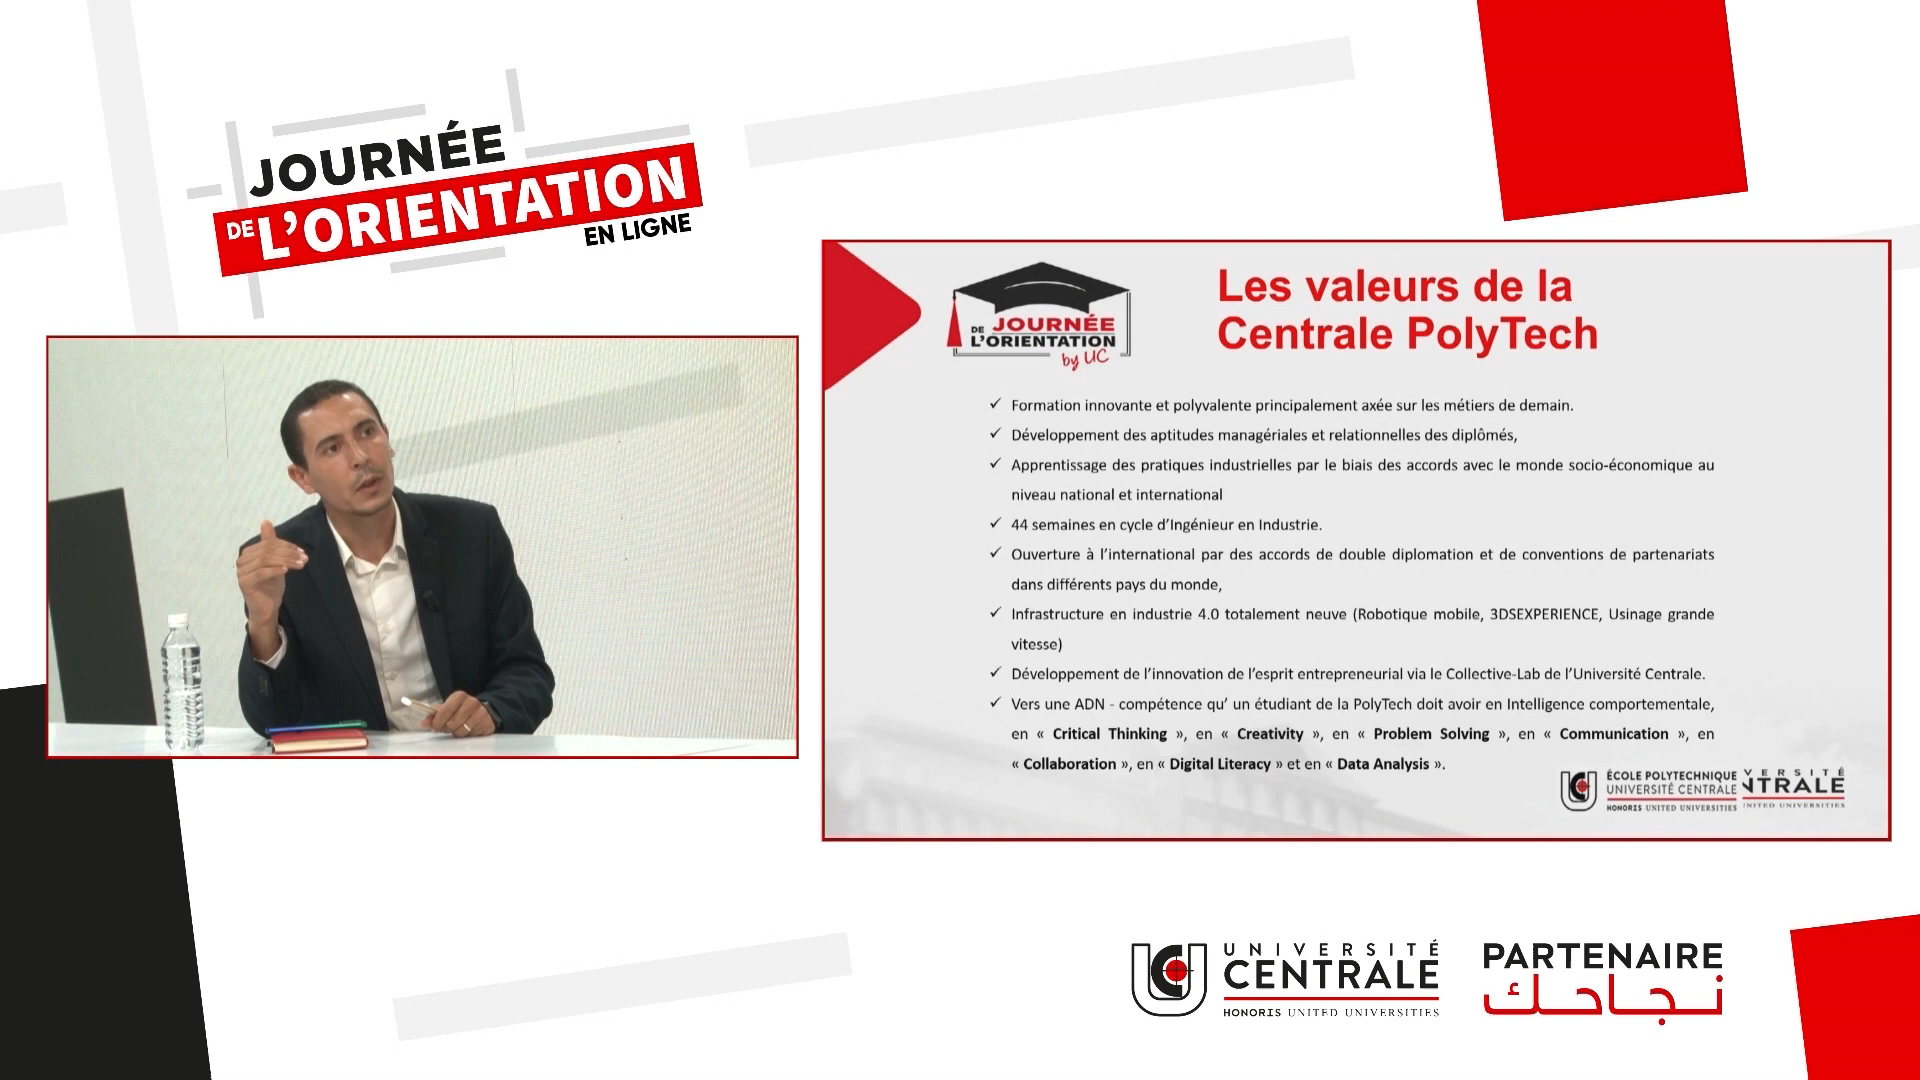 JOURNÉE
DE L'ORIENTATION
EN LIGNE
DE JOURNÉE
L'ORIENTATION
by UC
Les valeurs de la
Centrale PolyTech
✓ Formation innovante et polyvalente principalement axée sur les métiers de demain.
✓ Développement des aptitudes managériales et relationnelles des diplômés,
✓ Apprentissage des pratiques industrielles par le biais des accords avec le monde socio-économique au
niveau national et international
✓ 44 semaines en cycle d'Ingénieur en Industrie.
✓ Ouverture à l'international par des accords de double diplomation et de conventions de partenariats
dans différents pays du monde,
✓ Infrastructure en industrie 4.0 totalement neuve (Robotique mobile, 3DSEXPERIENCE, Usinage grande
vitesse)
✓ Développement de l'innovation de l'esprit entrepreneurial via le Collective-Lab de l'Université Centrale.
✓ Vers une ADN - compétence qu' un étudiant de la PolyTech doit avoir en Intelligence comportementale,
en « Critical Thinking », en « Creativity », en « Problem Solving », en « Communication », en
« Collaboration », en « Digital Literacy » et en « Data Analysis ».
ÉCOLE POLYTECHNIQUE VERSITÉ
UNIVERSITÉ CENTRALE NTRALE
HONORIS UNITED UNIVERSITIES UNITED UNIVERSITIES
UNIVERSITÉ
CENTRALE
HONORIS UNITED UNIVERSITIES
PARTENAIRE
نجاحك